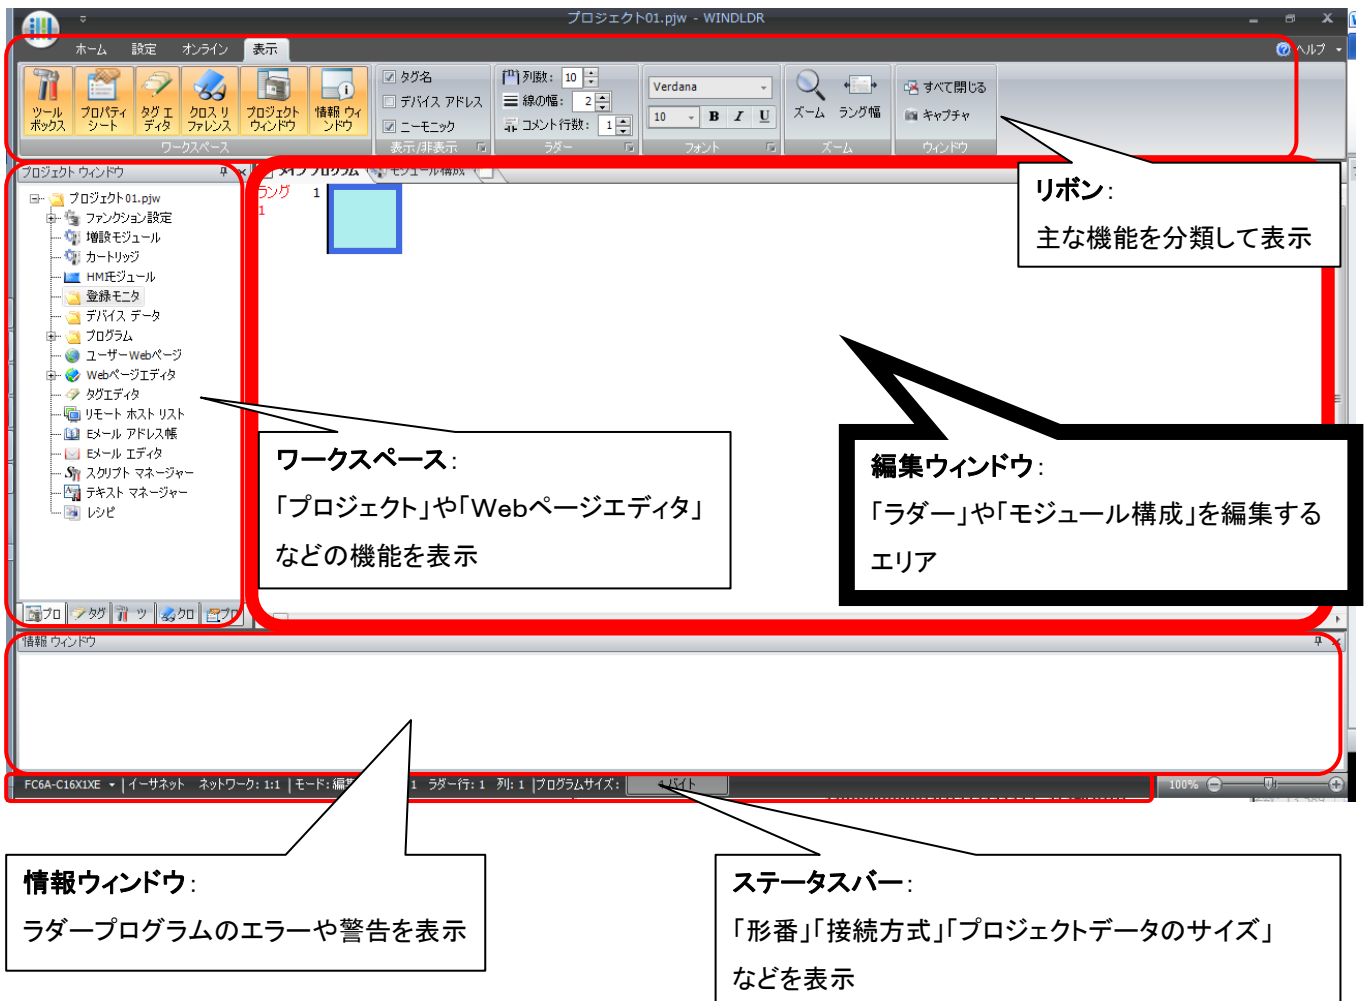 プロジェクト01.pjw - WINDLDR
ホーム 設定 オンライン 表示 ヘルプ
ツールボックス
プロパティ シート
タグ エディタ
クロス リファレンス
プロジェクト ウィンドウ
情報 ウィンドウ
ワークスペース
タグ名
デバイス アドレス
ニーモニック
表示/非表示
列数: 10
線の幅: 2
コメント行数: 1
ラダー
Verdana
10 B I U
フォント
ズーム ラング幅
ズーム
すべて閉じる
キャプチャ
ウィンドウ
リボン:
主な機能を分類して表示
プロジェクト ウィンドウ
メインプログラム モジュール構成
ラング 1
1
プロジェクト01.pjw
ファンクション設定
増設モジュール
カートリッジ
HMIモジュール
登録モニタ
デバイス データ
プログラム
ユーザーWebページ
Webページエディタ
タグエディタ
リモート ホスト リスト
Eメール アドレス帳
Eメール エディタ
スクリプト マネージャー
テキスト マネージャー
レシピ
ワークスペース:
「プロジェクト」や「Webページエディタ」
などの機能を表示
編集ウィンドウ:
「ラダー」や「モジュール構成」を編集する
エリア
プロ タグ ツ クロ プロ
情報 ウィンドウ
FC6A-C16X1XE イーサネット ネットワーク: 1:1 モード: 編集 1 ラダー行: 1 列: 1 プログラムサイズ: バイト 100%
情報ウィンドウ:
ラダープログラムのエラーや警告を表示
ステータスバー:
「形番」「接続方式」「プロジェクトデータのサイズ」
などを表示